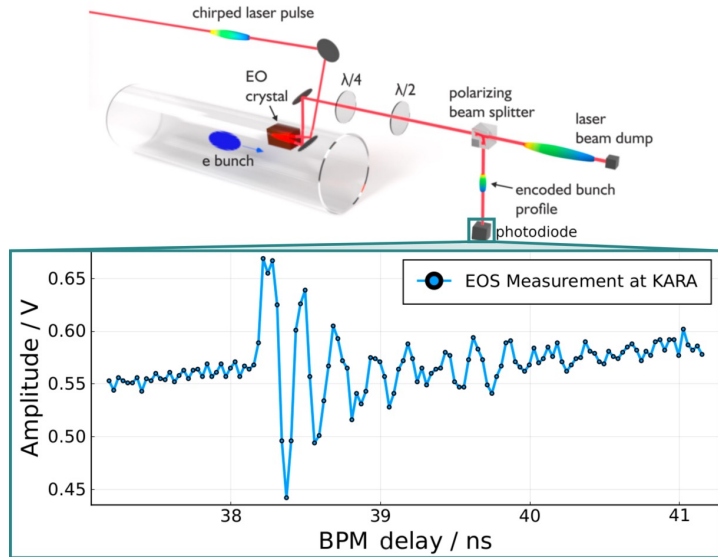 chirped laser pulse
EO
crystal
λ/4
λ/2
polarizing
beam splitter
laser
beam dump
e bunch
encoded bunch
profile
photodiode
EOS Measurement at KARA
Amplitude / V
0.65
0.60
0.55
0.50
0.45
38
39
40
41
BPM delay / ns